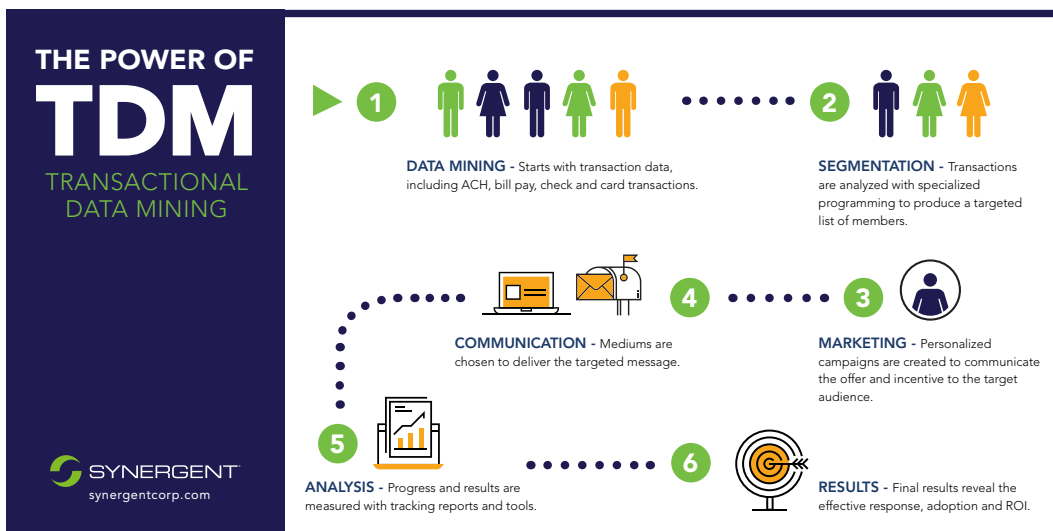 THE POWER OF
TDM
TRANSACTIONAL
DATA MINING
1
DATA MINING - Starts with transaction data,
including ACH, bill pay, check and card transactions.
2
SEGMENTATION - Transactions
are analyzed with specialized
programming to produce a targeted
list of members.
3
MARKETING - Personalized
campaigns are created to communicate
the offer and incentive to the target
audience.
4
COMMUNICATION - Mediums are
chosen to deliver the targeted message.
5
ANALYSIS - Progress and results are
measured with tracking reports and tools.
6
RESULTS - Final results reveal the
effective response, adoption and ROI.
SYNERGENT
synergentcorp.com